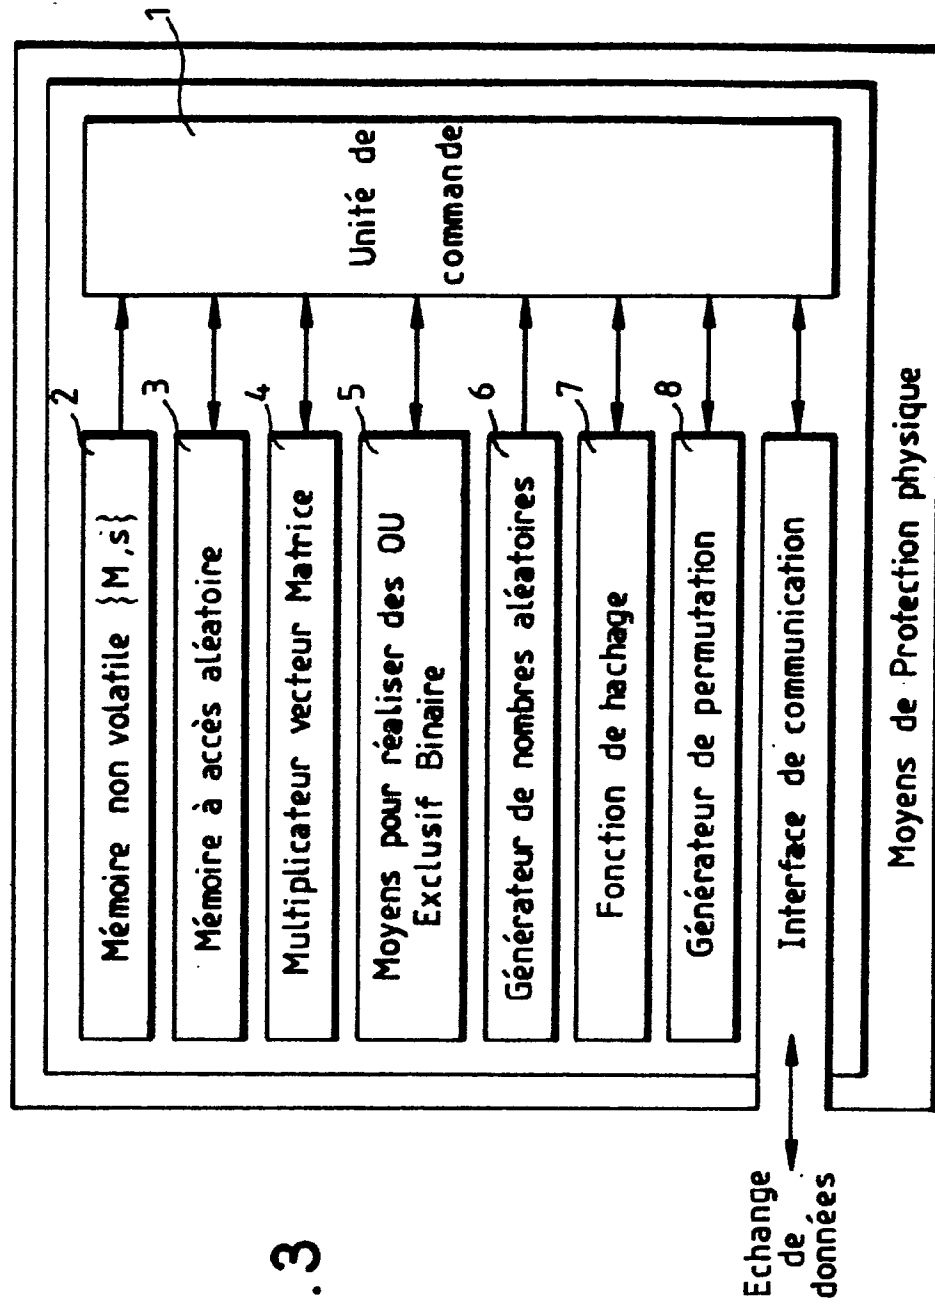 2
Mémoire non volatile }M,s{
3
Mémoire à accès aléatoire
4
Multiplicateur vecteur Matrice
5
Moyens pour réaliser des OU
Exclusif Binaire
6
Générateur de nombres aléatoires
7
Fonction de hachage
8
Générateur de permutation
Interface de communication
1
Unité de
commande
Moyens de Protection physique
Echange
de
données
.3